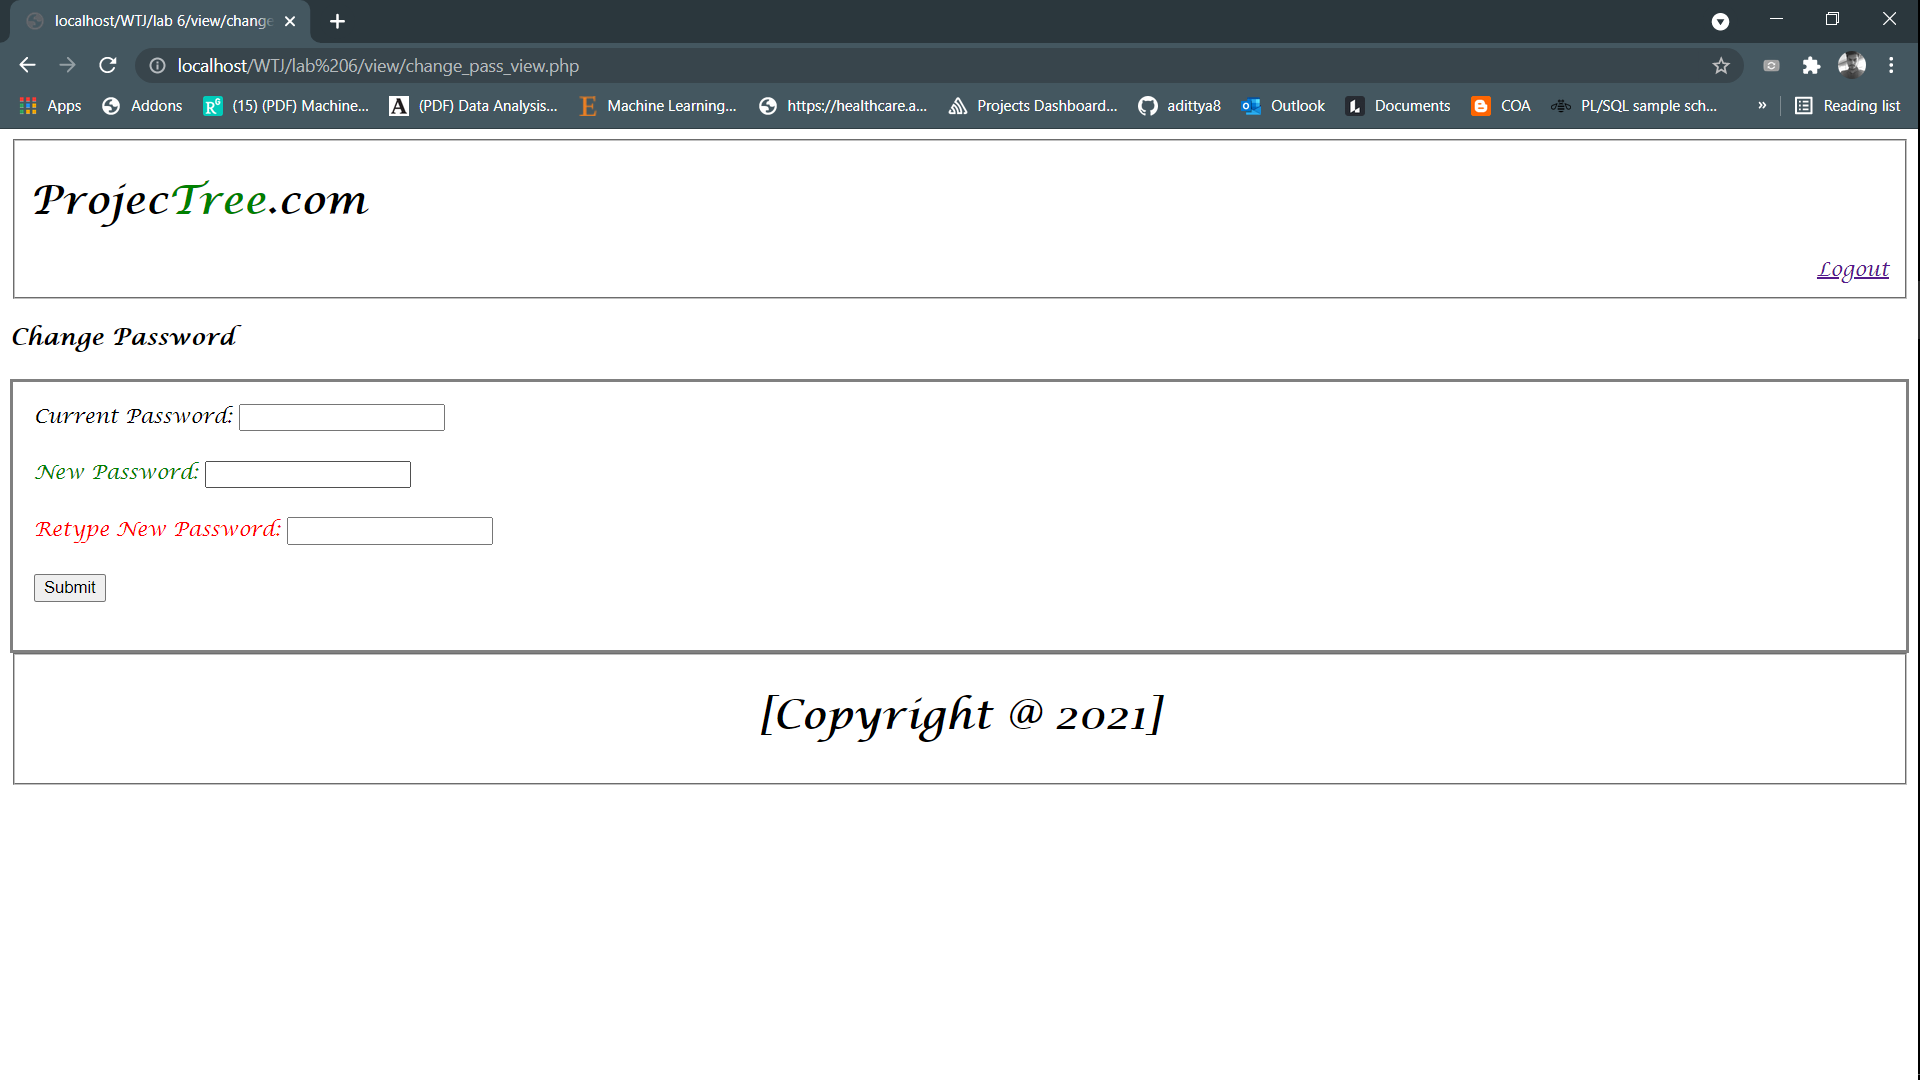 localhost/WTJ/lab 6/view/change
localhost/WTJ/lab%206/view/change_pass_view.php
Apps Addons (15) (PDF) Machine... (PDF) Data Analysis... Machine Learning... https://healthcare.a... Projects Dashboard... adittya8 Outlook Documents COA PL/SQL sample sch... » Reading list
ProjecTree.com
Logout
Change Password
Current Password:
New Password:
Retype New Password:
Submit
[Copyright @ 2021]